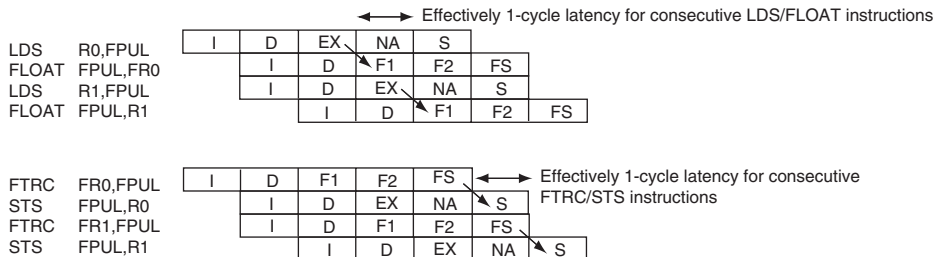 Effectively 1-cycle latency for consecutive LDS/FLOAT instructions
LDS R0,FPUL I D EX NA S
FLOAT FPUL,FR0 I D F1 F2 FS
LDS R1,FPUL I D EX NA S
FLOAT FPUL,R1 I D F1 F2 FS
FTRC FR0,FPUL I D F1 F2 FS Effectively 1-cycle latency for consecutive
STS FPUL,R0 I D EX NA S FTRC/STS instructions
FTRC FR1,FPUL I D F1 F2 FS
STS FPUL,R1 I D EX NA S